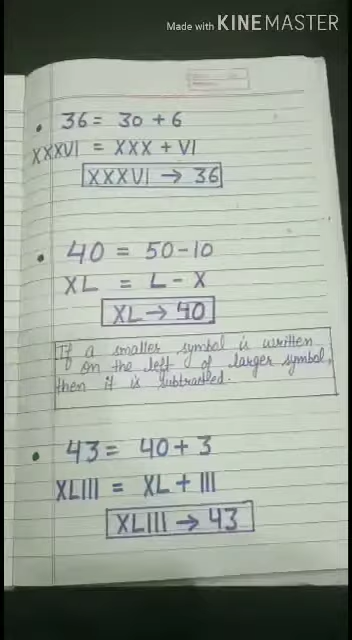 Made with KINEMASTER
• 36 = 30 + 6
XXXVI = XXX + VI
XXXVI → 36
• 40 = 50 - 10
XL = L - X
XL → 40
If a smaller symbol is written
on the left of larger symbol,
then it is subtracted.
• 43 = 40 + 3
XLIII = XL + III
XLIII → 43